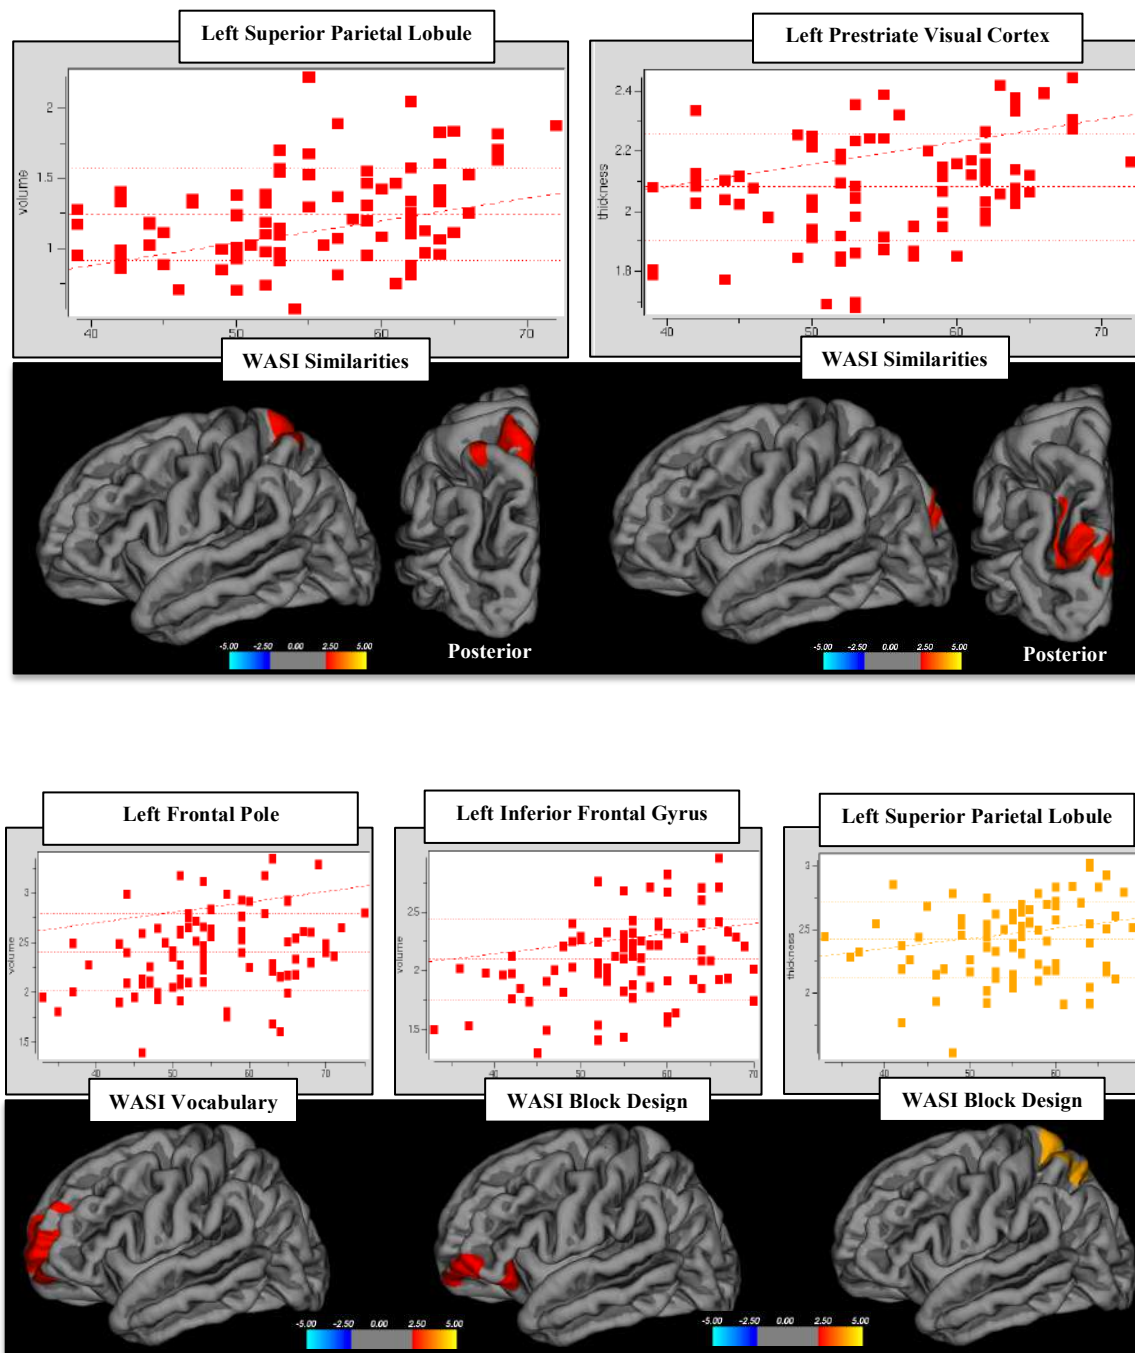 Left Superior Parietal Lobule
Left Prestriate Visual Cortex
2
1.5
1
volume
40
50
60
70
2.4
2.2
2
1.8
thickness
40
50
60
70
WASI Similarities
WASI Similarities
Posterior
Posterior
-5.00 -2.50 0.00 2.50 5.00
-5.00 -2.50 0.00 2.50 5.00
Left Frontal Pole
Left Inferior Frontal Gyrus
Left Superior Parietal Lobule
3
2.5
2
1.5
volume
40
50
60
70
2.5
2
1.5
volume
40
50
60
70
3
2.5
2
thickness
40
50
60
WASI Vocabulary
WASI Block Design
WASI Block Design
-5.00 -2.50 0.00 2.50 5.00
-5.00 -2.50 0.00 2.50 5.00